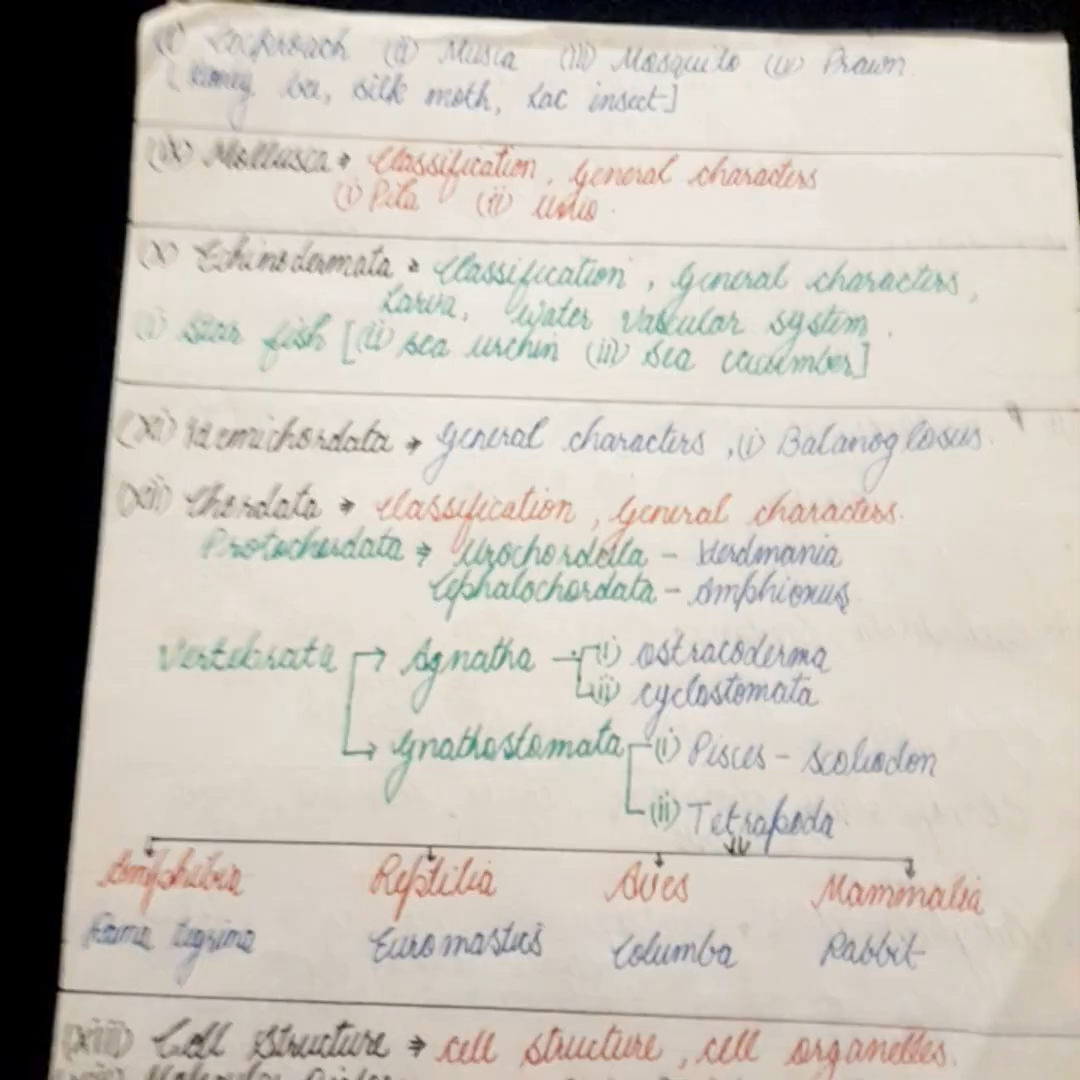 (i) Cockroach (ii) Musca (iii) Mosquito (iv) Prawn.
[Honey bee, silk moth, Lac insect]
(ix) Mollusca → Classification, General characters
(i) Pila (ii) Unio.
(x) Echinodermata → Classification, General characters,
Larva, Water vascular system.
(i) Star fish [(ii) sea urchin (iii) Sea cucumber]
(xi) Hemichordata → General characters, (i) Balanoglosus.
(xii) Chordata → Classification, General characters.
Protochordata → Urochordata - Herdmania
Cephalochordata - Amphioxus
Vertebrata → Agnatha - (i) Ostracoderma
(ii) cyclostomata
→ Gnathostomata (i) Pisces - Scoliodon
(ii) Tetrapoda
Amphibia Reptilia Aves Mammalia
Rana tigrina Euromastics Columba Rabbit
(xiii) Cell Structure → cell structure, cell organelles.